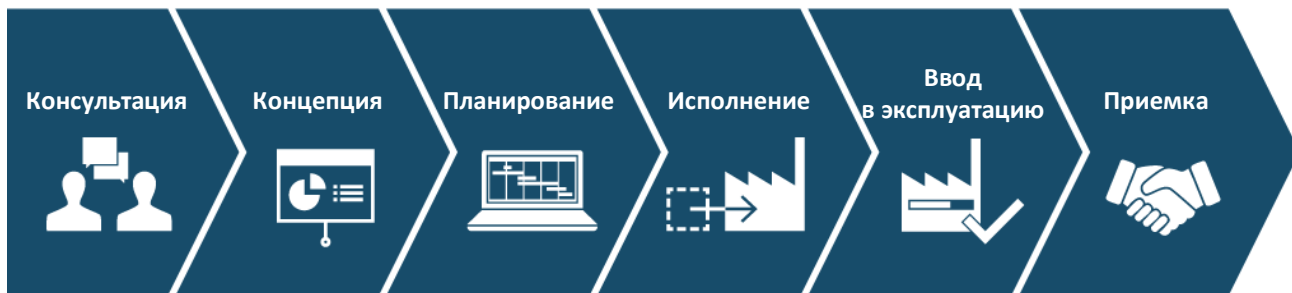 Консультация
Концепция
Планирование
Исполнение
Ввод
в эксплуатацию
Приемка